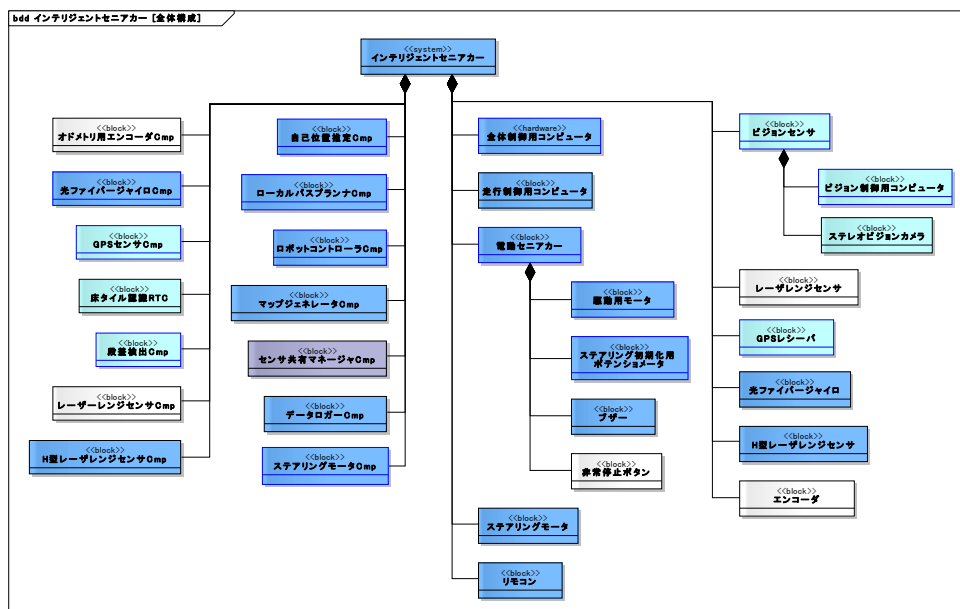 bdd インテリジェントセニアカー [全体構成]
<<system>>
インテリジェントセニアカー
<<block>>
オドメトリ用エンコーダCmp
<<block>>
光ファイバージャイロCmp
<<block>>
GPSセンサCmp
<<block>>
床タイル認識RTC
<<block>>
段差検出Cmp
<<block>>
レーザーレンジセンサCmp
<<block>>
H型レーザレンジセンサCmp
<<block>>
自己位置推定Cmp
<<block>>
ローカルパスプランナCmp
<<block>>
ロボットコントローラCmp
<<block>>
マップジェネレータCmp
<<block>>
センサ共有マネージャCmp
<<block>>
データロガーCmp
<<block>>
ステアリングモータCmp
<<hardware>>
全体制御用コンピュータ
<<block>>
走行制御用コンピュータ
<<block>>
電動セニアカー
<<block>>
駆動用モータ
<<block>>
ステアリング初期化用
ポテンショメータ
<<block>>
ブザー
<<block>>
非常停止ボタン
<<block>>
ステアリングモータ
<<block>>
リモコン
<<block>>
ビジョンセンサ
<<block>>
ビジョン制御用コンピュータ
<<block>>
ステレオビジョンカメラ
<<block>>
レーザレンジセンサ
<<block>>
GPSレシーバ
<<block>>
光ファイバージャイロ
<<block>>
H型レーザレンジセンサ
<<block>>
エンコーダ